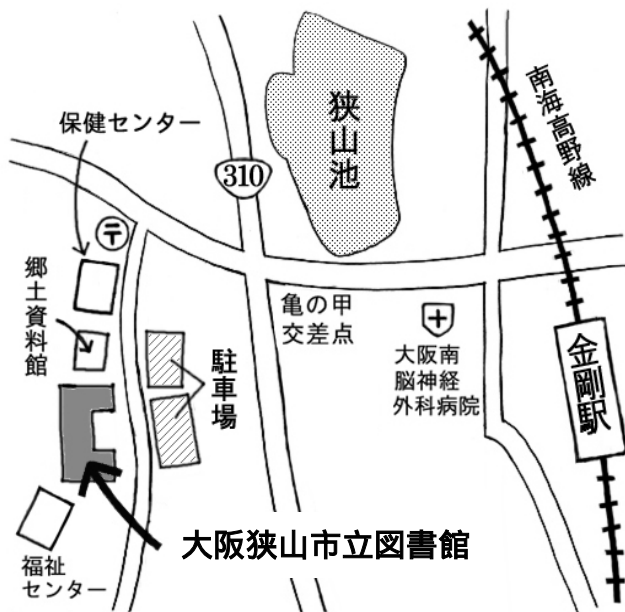 保健センター
〒
郷土資料館
310
狭山池
南海高野線
亀の甲
交差点
大阪南
脳神経
外科病院
金剛駅
駐車場
大阪狭山市立図書館
福祉
センター